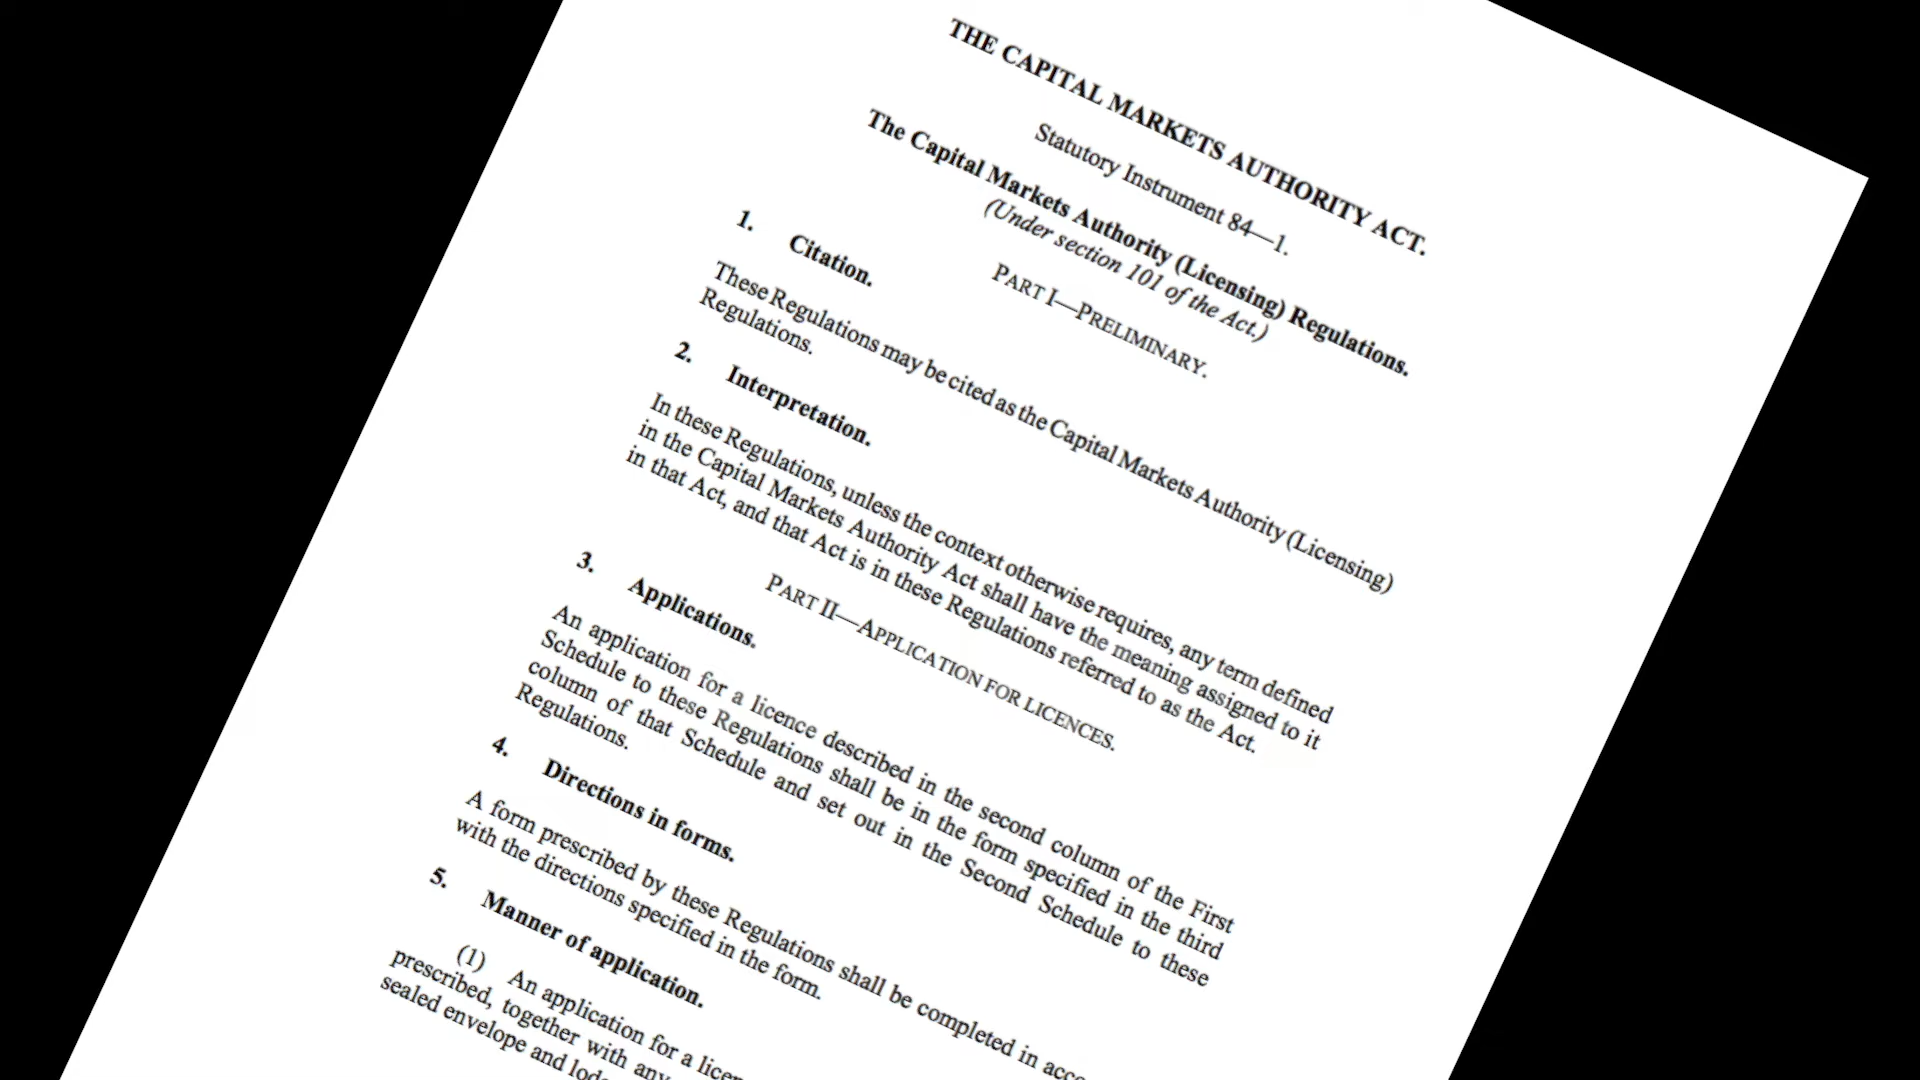 THE CAPITAL MARKETS AUTHORITY ACT.
Statutory Instrument 84—1.
The Capital Markets Authority (Licensing) Regulations.
(Under section 101 of the Act.)
PART I—PRELIMINARY.
1. Citation.
These Regulations may be cited as the Capital Markets Authority (Licensing)
Regulations.
2. Interpretation.
In these Regulations, unless the context otherwise requires, any term defined
in the Capital Markets Authority Act shall have the meaning assigned to it
in that Act, and that Act is in these Regulations referred to as the Act.
PART II—APPLICATION FOR LICENCES.
3. Applications.
An application for a licence described in the second column of the First
Schedule to these Regulations shall be in the form specified in the third
column of that Schedule and set out in the Second Schedule to these
Regulations.
4. Directions in forms.
A form prescribed by these Regulations shall be completed in
with the directions specified in the form.
5. Manner of application.
(1) An application for a
prescribed, together with any
sealed envelope and